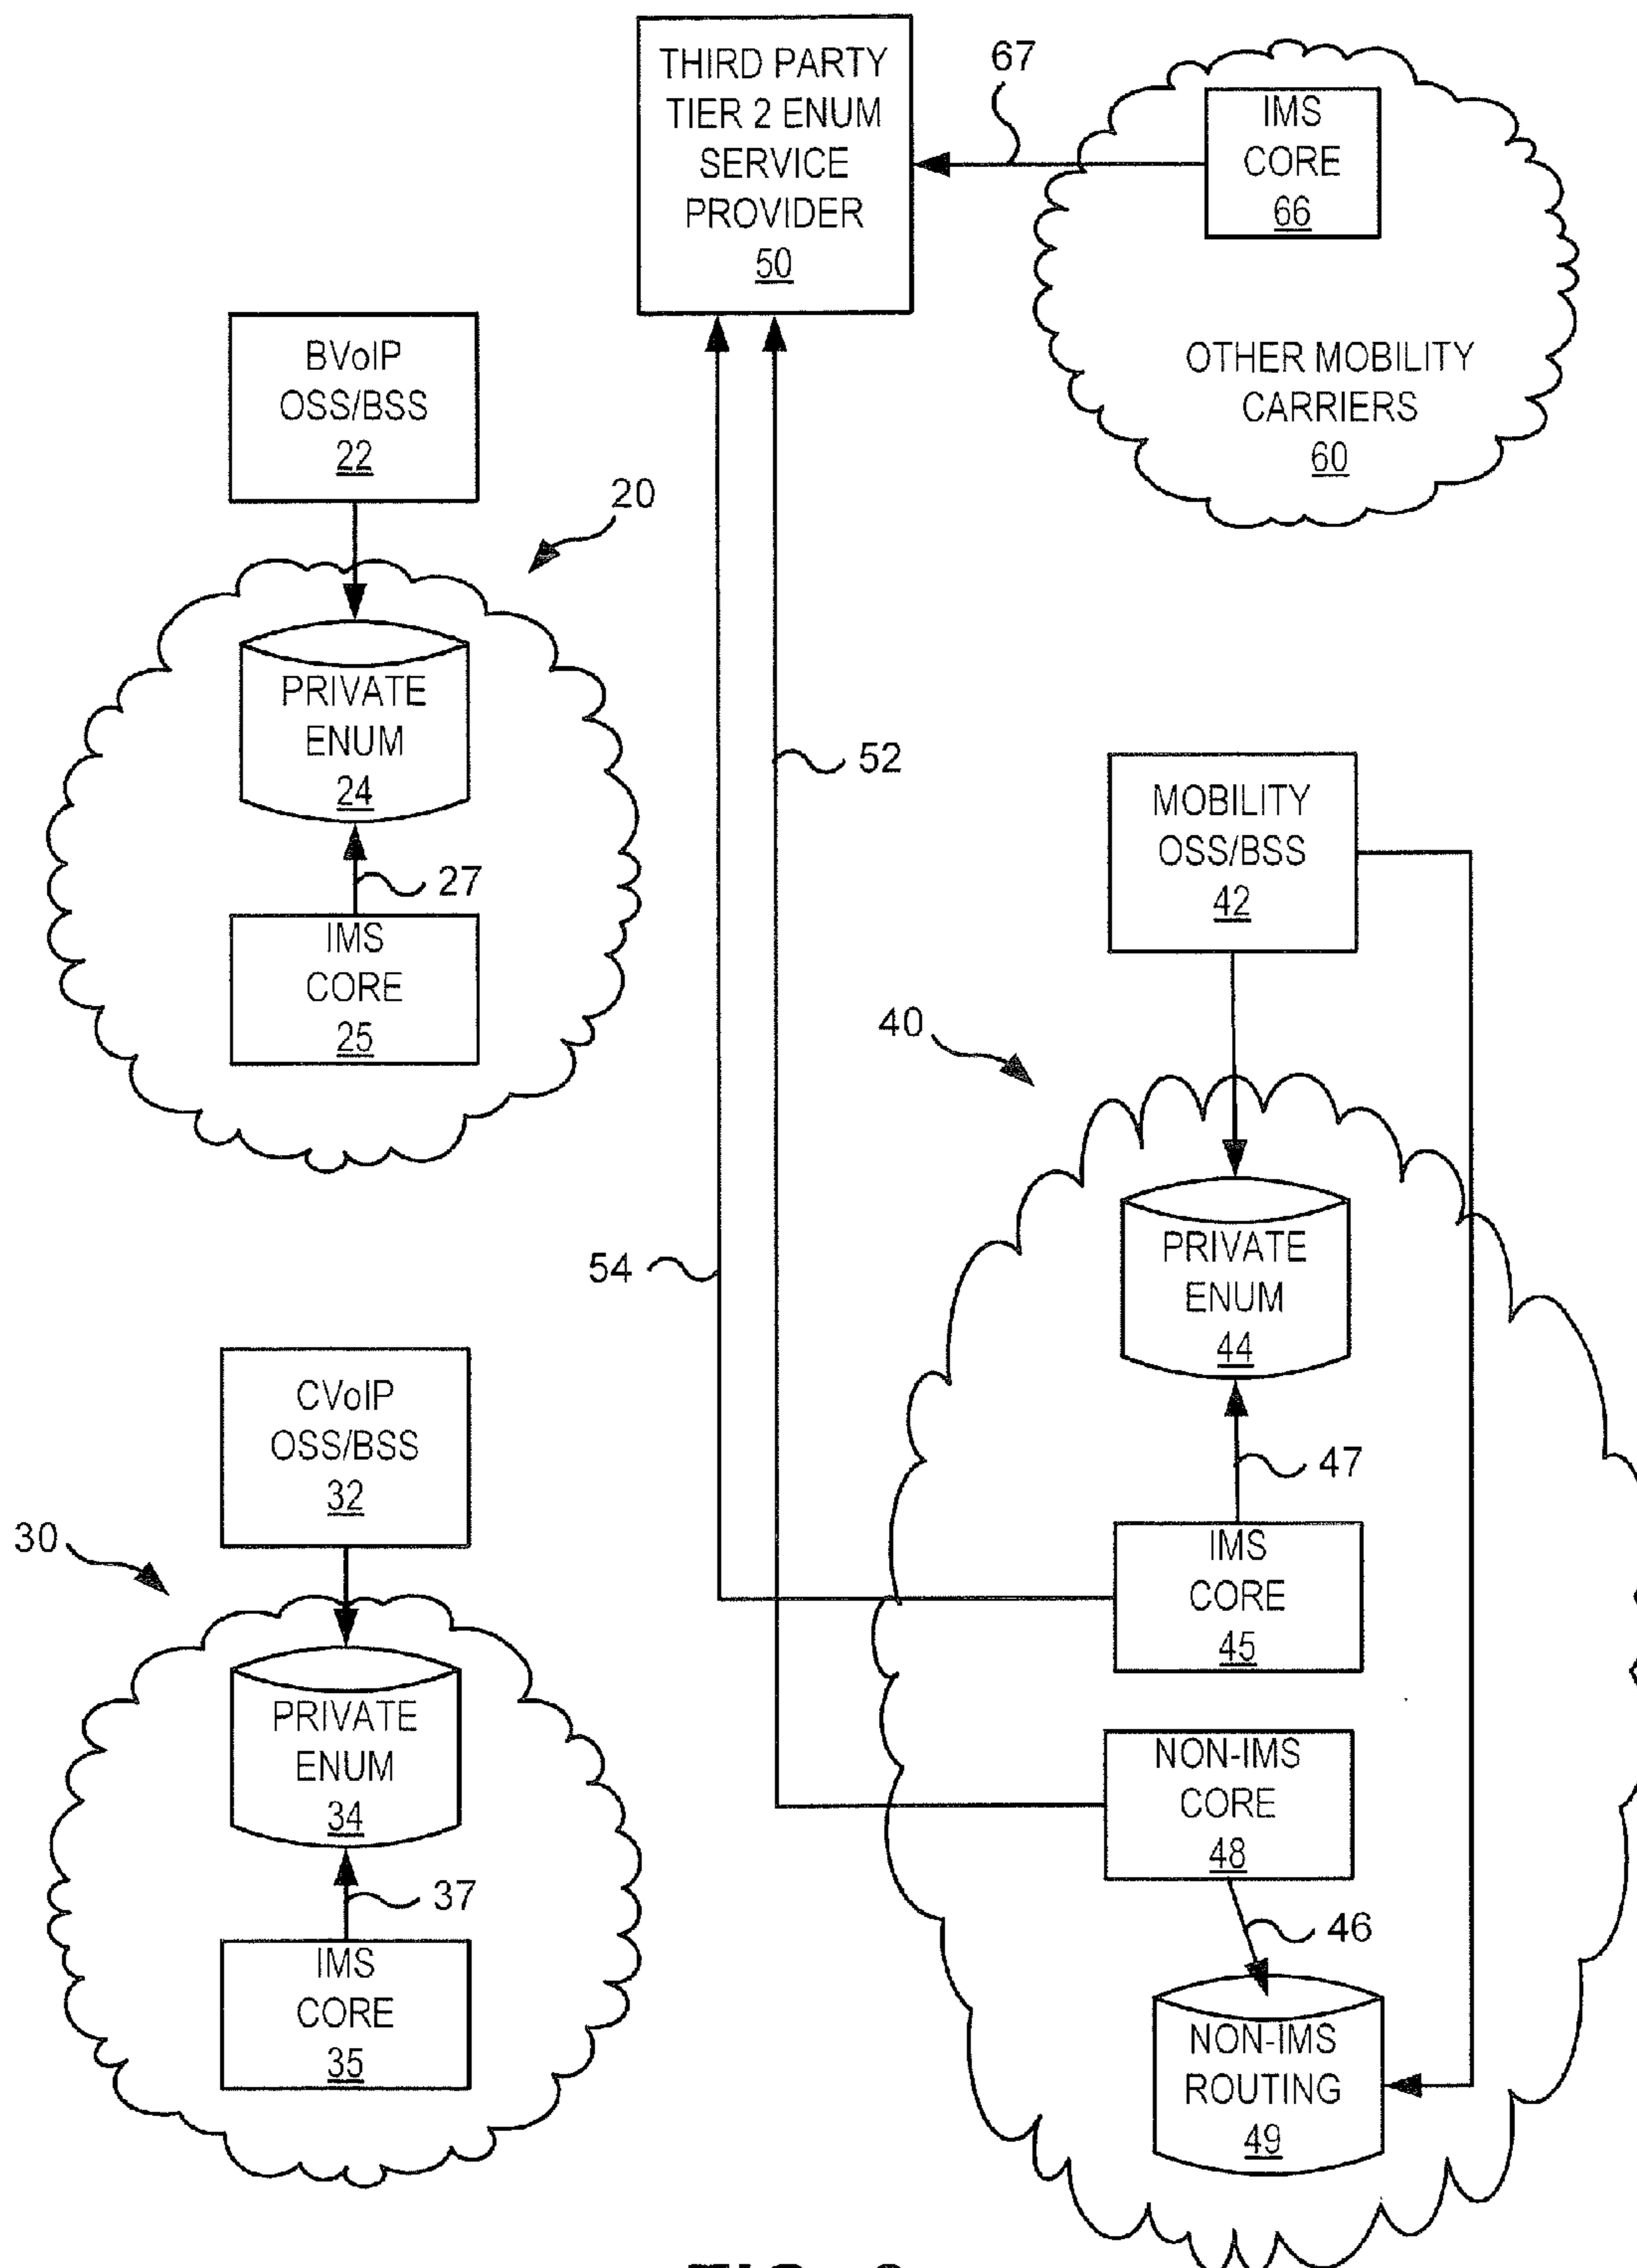 THIRD PARTY
TIER 2 ENUM
SERVICE
PROVIDER
50
67
IMS
CORE
66
OTHER MOBILITY
CARRIERS
60
BVoIP
OSS/BSS
22
20
PRIVATE
ENUM
24
27
IMS
CORE
25
52
54
MOBILITY
OSS/BSS
42
40
PRIVATE
ENUM
44
47
IMS
CORE
45
NON-IMS
CORE
48
46
NON-IMS
ROUTING
49
CVoIP
OSS/BSS
32
30
PRIVATE
ENUM
34
37
IMS
CORE
35